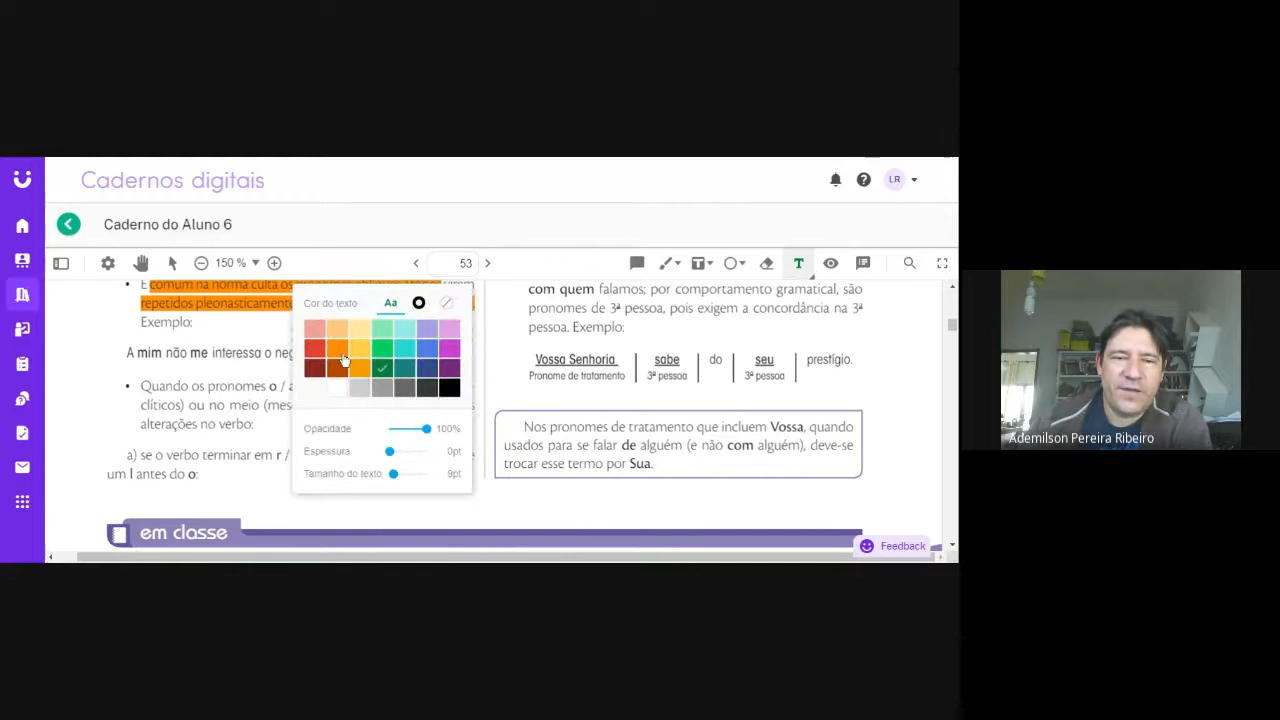 Cadernos digitais
LR
Caderno do Aluno 6
150 %
53
T
É comum na norma culta os
repetidos pleonasticamente
Exemplo:
A mim não me interessa o neg
• Quando os pronomes o / a
clíticos) ou no meio (mes
alterações no verbo:
a) se o verbo terminar em r /
um l antes do o:
Cor do texto
Aa
Opacidade 100%
Espessura 0pt
Tamanho do texto 9pt
com quem falamos; por comportamento gramatical, são
pronomes de 3ª pessoa, pois exigem a concordância na 3ª
pessoa. Exemplo:
Vossa Senhoria sabe do seu prestígio.
Pronome de tratamento 3ª pessoa 3ª pessoa
Nos pronomes de tratamento que incluem Vossa, quando
usados para se falar de alguém (e não com alguém), deve-se
trocar esse termo por Sua.
em classe
Feedback
Ademilson Pereira Ribeiro